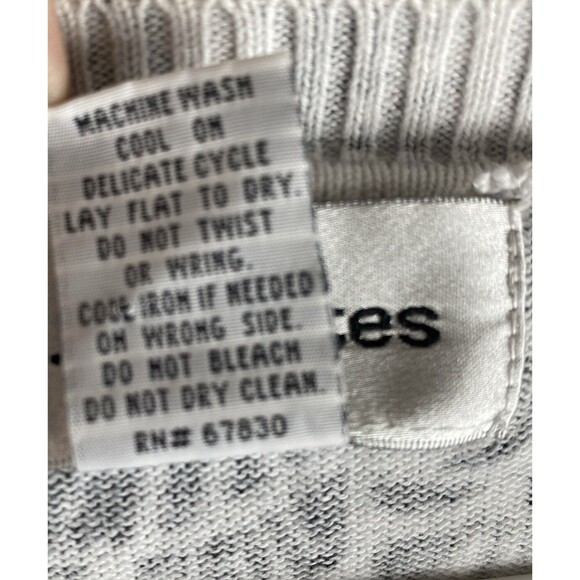 MACHINE WASH
COOL ON
DELICATE CYCLE
LAY FLAT TO DRY.
DO NOT TWIST
OR WRING.
COOL IRON IF NEEDED
ON WRONG SIDE.
DO NOT BLEACH
DO NOT DRY CLEAN.
RN# 67830